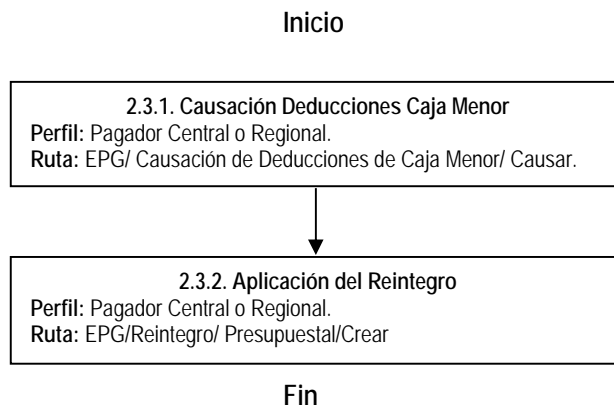 Inicio
2.3.1. Causación Deducciones Caja Menor
Perfil: Pagador Central o Regional.
Ruta: EPG/ Causación de Deducciones de Caja Menor/ Causar.
2.3.2. Aplicación del Reintegro
Perfil: Pagador Central o Regional.
Ruta: EPG/Reintegro/ Presupuestal/Crear
Fin